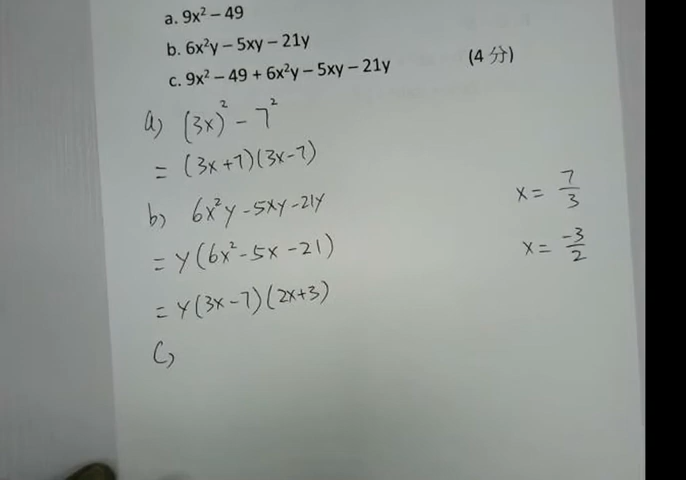 a. 9x² – 49
b. 6x²y – 5xy – 21y
c. 9x² – 49 + 6x²y – 5xy – 21y (4 分)
a) (3x)² - 7²
= (3x+7)(3x-7)
b) 6x²y -5xy -21y
= y(6x² -5x -21)
= y(3x-7)(2x+3)
c)
x = 7/3
x = -3/2